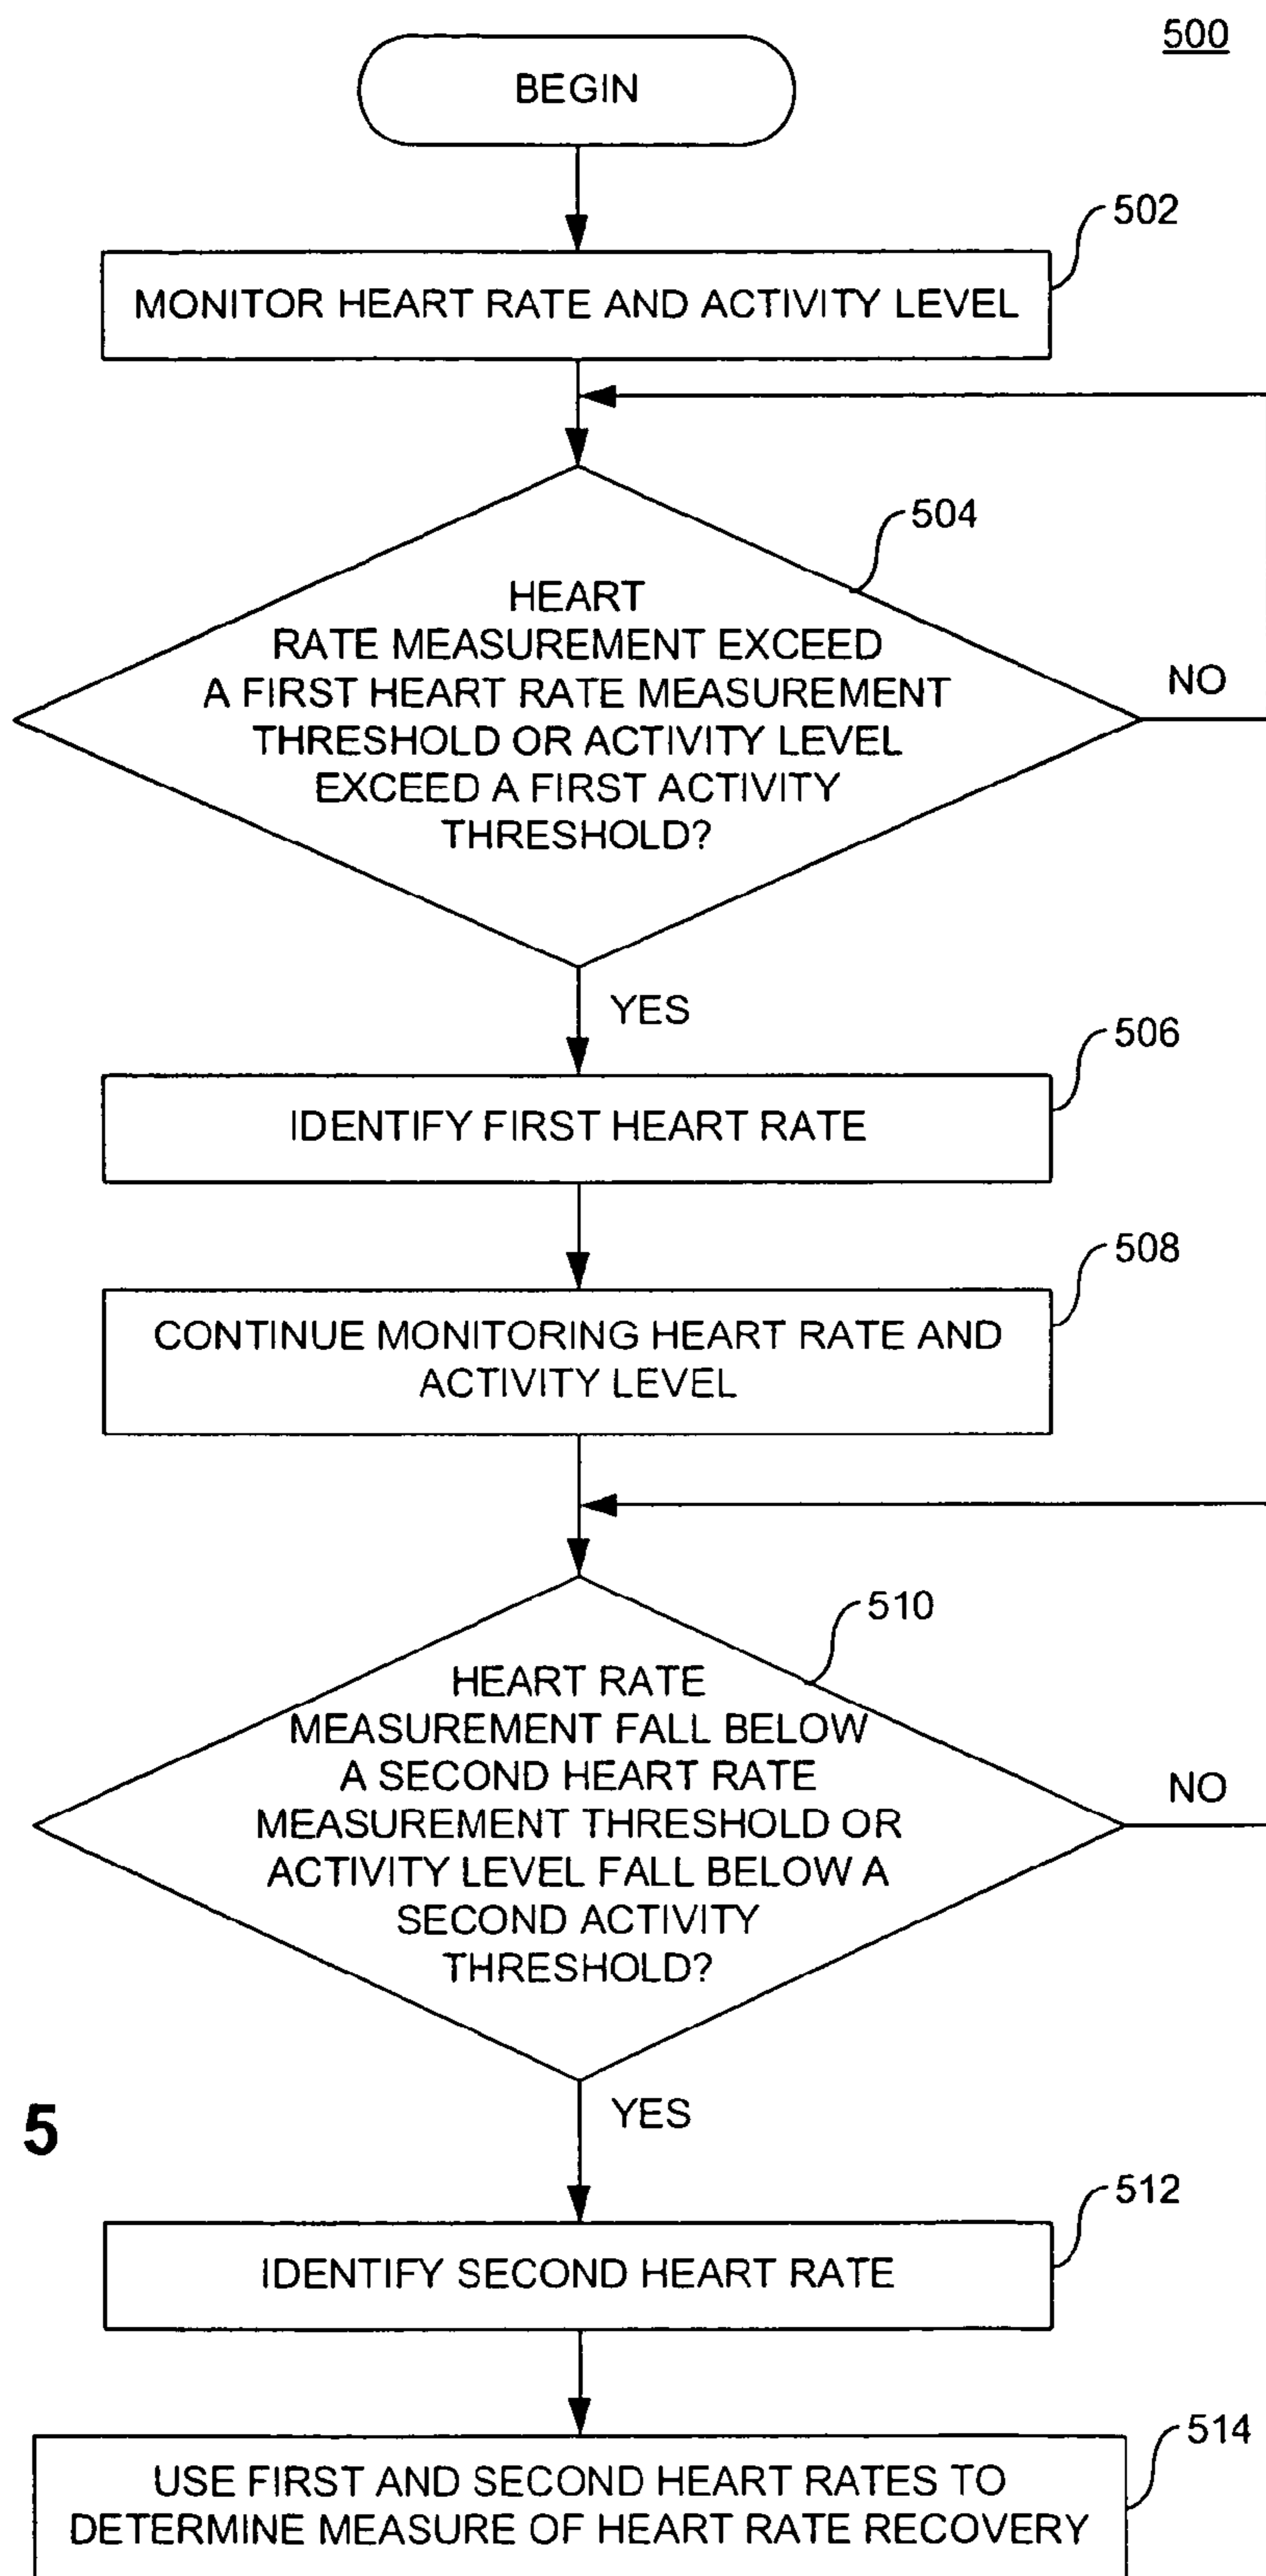 500
BEGIN
502
MONITOR HEART RATE AND ACTIVITY LEVEL
504
HEART
RATE MEASUREMENT EXCEED
A FIRST HEART RATE MEASUREMENT
THRESHOLD OR ACTIVITY LEVEL
EXCEED A FIRST ACTIVITY
THRESHOLD?
NO
YES
506
IDENTIFY FIRST HEART RATE
508
CONTINUE MONITORING HEART RATE AND
ACTIVITY LEVEL
510
HEART RATE
MEASUREMENT FALL BELOW
A SECOND HEART RATE
MEASUREMENT THRESHOLD OR
ACTIVITY LEVEL FALL BELOW A
SECOND ACTIVITY
THRESHOLD?
NO
YES
5
512
IDENTIFY SECOND HEART RATE
514
USE FIRST AND SECOND HEART RATES TO
DETERMINE MEASURE OF HEART RATE RECOVERY